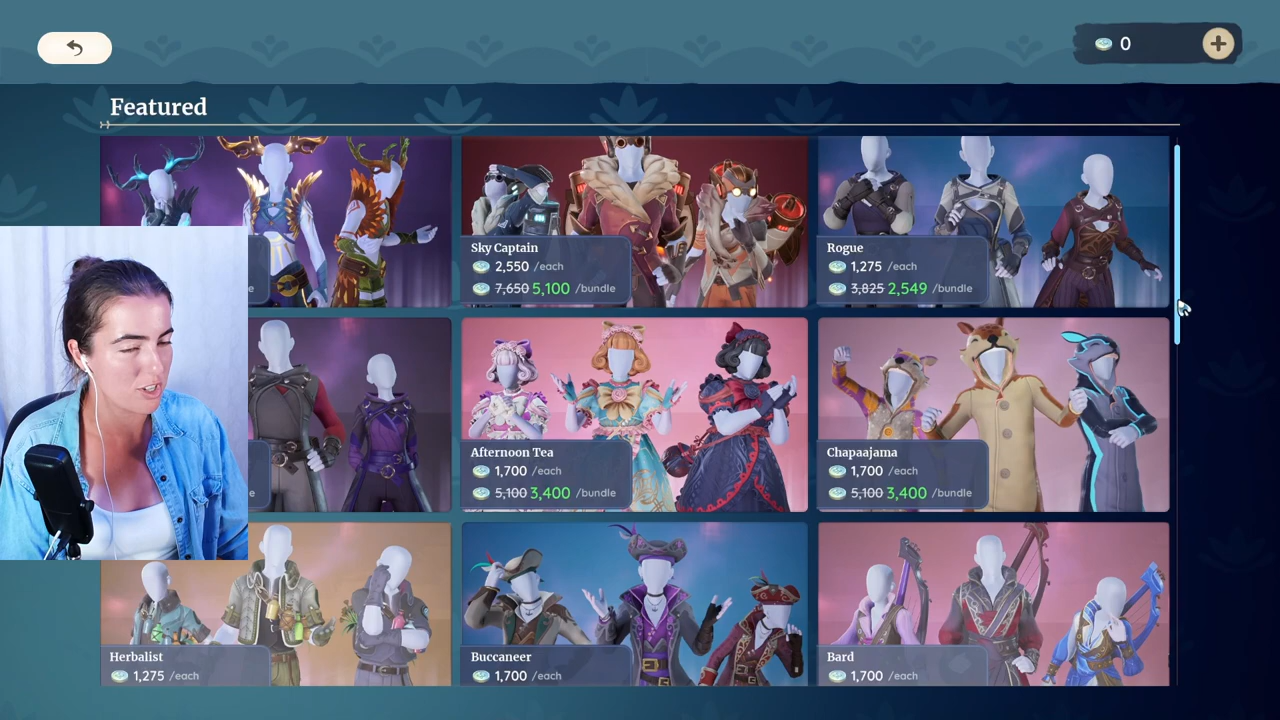 0
Featured
Sky Captain
2,550 /each
7,650 5,100 /bundle
Rogue
1,275 /each
3,825 2,549 /bundle
Afternoon Tea
1,700 /each
5,100 3,400 /bundle
Chapaajama
1,700 /each
5,100 3,400 /bundle
Herbalist
1,275 /each
Buccaneer
1,700 /each
Bard
1,700 /each